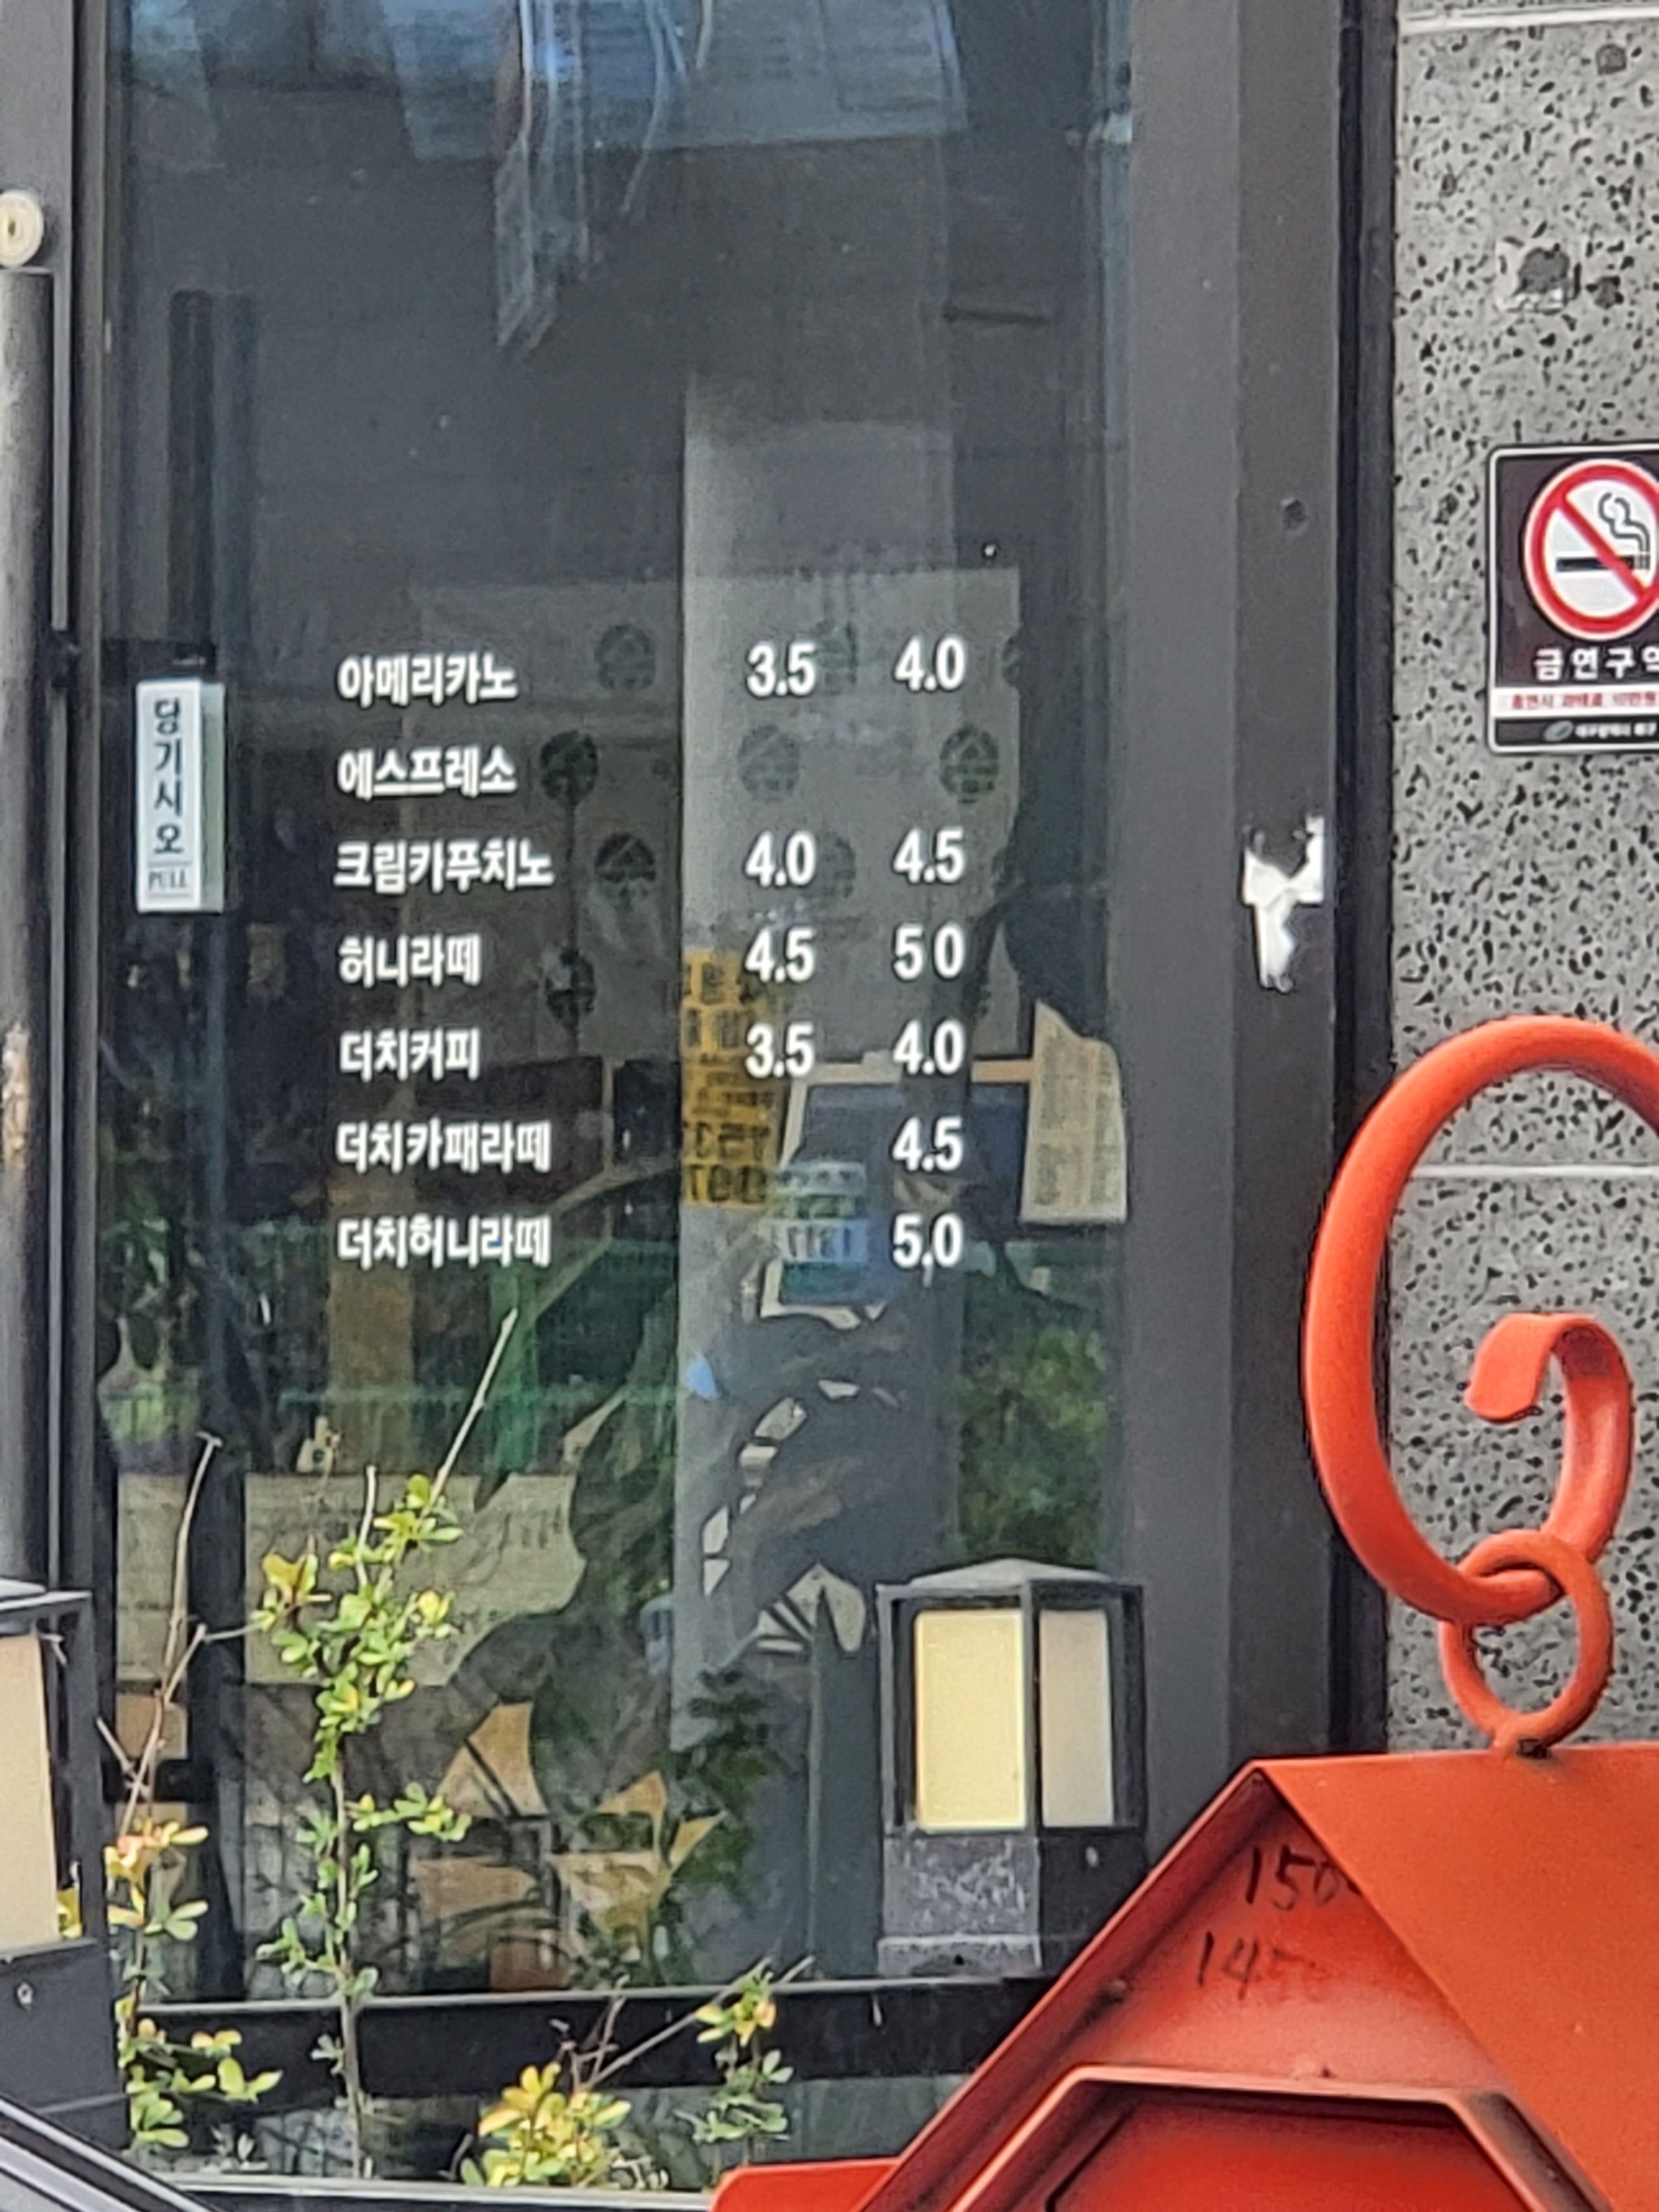 아메리카노 3.5 4.0
에스프레소
크림카푸치노 4.0 4.5
허니라떼 4.5 5 0
더치커피 3.5 4.0
더치카패라떼 4.5
더치허니라떼 5.0
당기시오
PULL
금연구역
150
1450